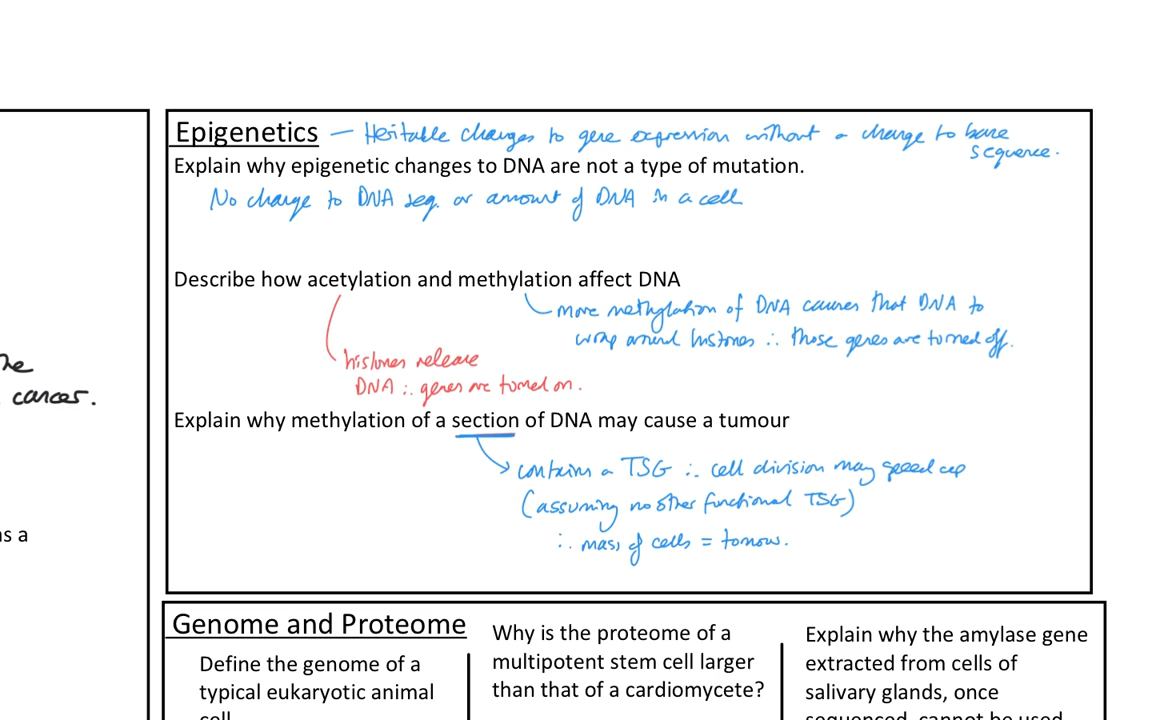 Epigenetics — Heritable changes to gene expression without a change to base
sequence.
Explain why epigenetic changes to DNA are not a type of mutation.
No change to DNA seq. or amount of DNA in a cell
Describe how acetylation and methylation affect DNA
more methylation of DNA causes that DNA to
wrap around histones ∴ those genes are turned off.
histones release
DNA ∴ genes are turned on.
he
cancer.
Explain why methylation of a section of DNA may cause a tumour
contains a TSG ∴ cell division may speed up
(assuming no other functional TSG)
∴ mass of cells = tumour.
as a
Genome and Proteome
Define the genome of a
typical eukaryotic animal
cell
Why is the proteome of a
multipotent stem cell larger
than that of a cardiomycete?
Explain why the amylase gene
extracted from cells of
salivary glands, once
sequenced, cannot be used